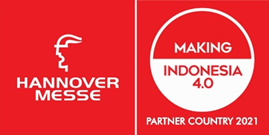 HANNOVER
MESSE
MAKING
INDONESIA
4.0
PARTNER COUNTRY 2021